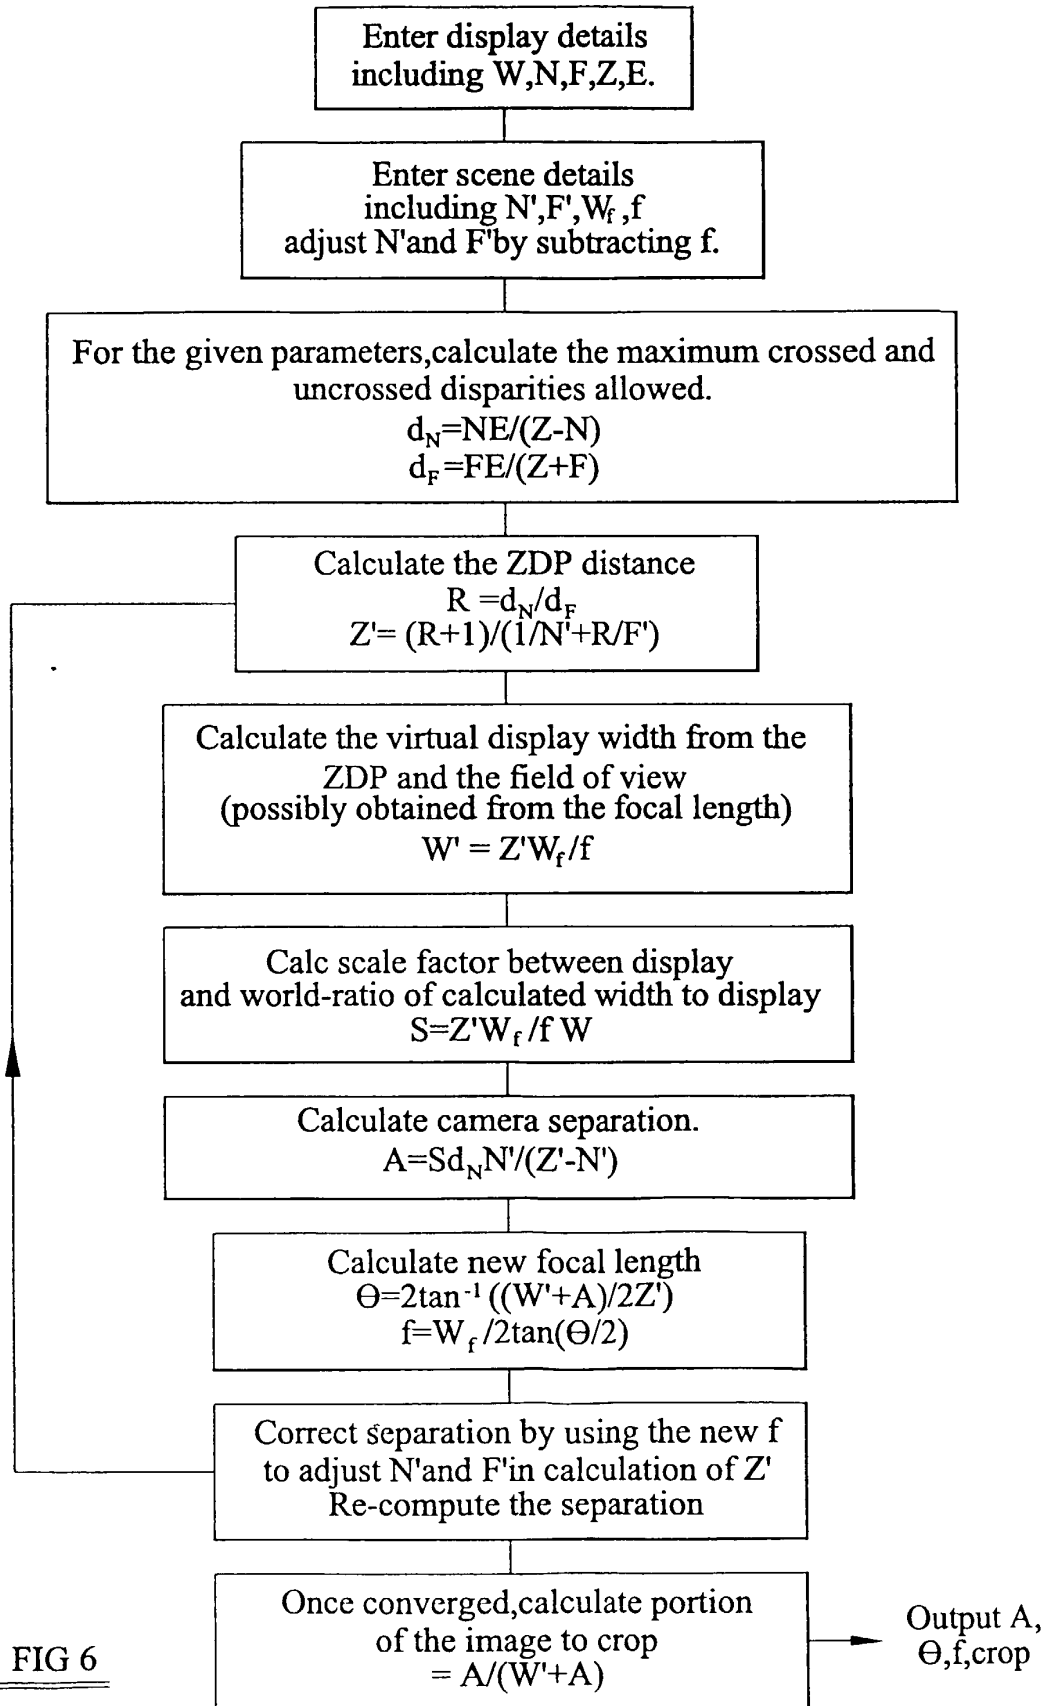 Enter display details
including W,N,F,Z,E.
Enter scene details
including N',F',W_f ,f
adjust N'and F'by subtracting f.
For the given parameters,calculate the maximum crossed and
uncrossed disparities allowed.
d_N=NE/(Z-N)
d_F=FE/(Z+F)
Calculate the ZDP distance
R =d_N/d_F
Z'= (R+1)/(1/N'+R/F')
Calculate the virtual display width from the
ZDP and the field of view
(possibly obtained from the focal length)
W' = Z'W_f/f
Calc scale factor between display
and world-ratio of calculated width to display
S=Z'W_f/f W
Calculate camera separation.
A=Sd_NN'/(Z'-N')
Calculate new focal length
Θ=2tan⁻¹((W'+A)/2Z')
f=W_f/2tan(Θ/2)
Correct separation by using the new f
to adjust N'and F'in calculation of Z'
Re-compute the separation
Once converged,calculate portion
of the image to crop
= A/(W'+A)
Output A,
Θ,f,crop
FIG 6